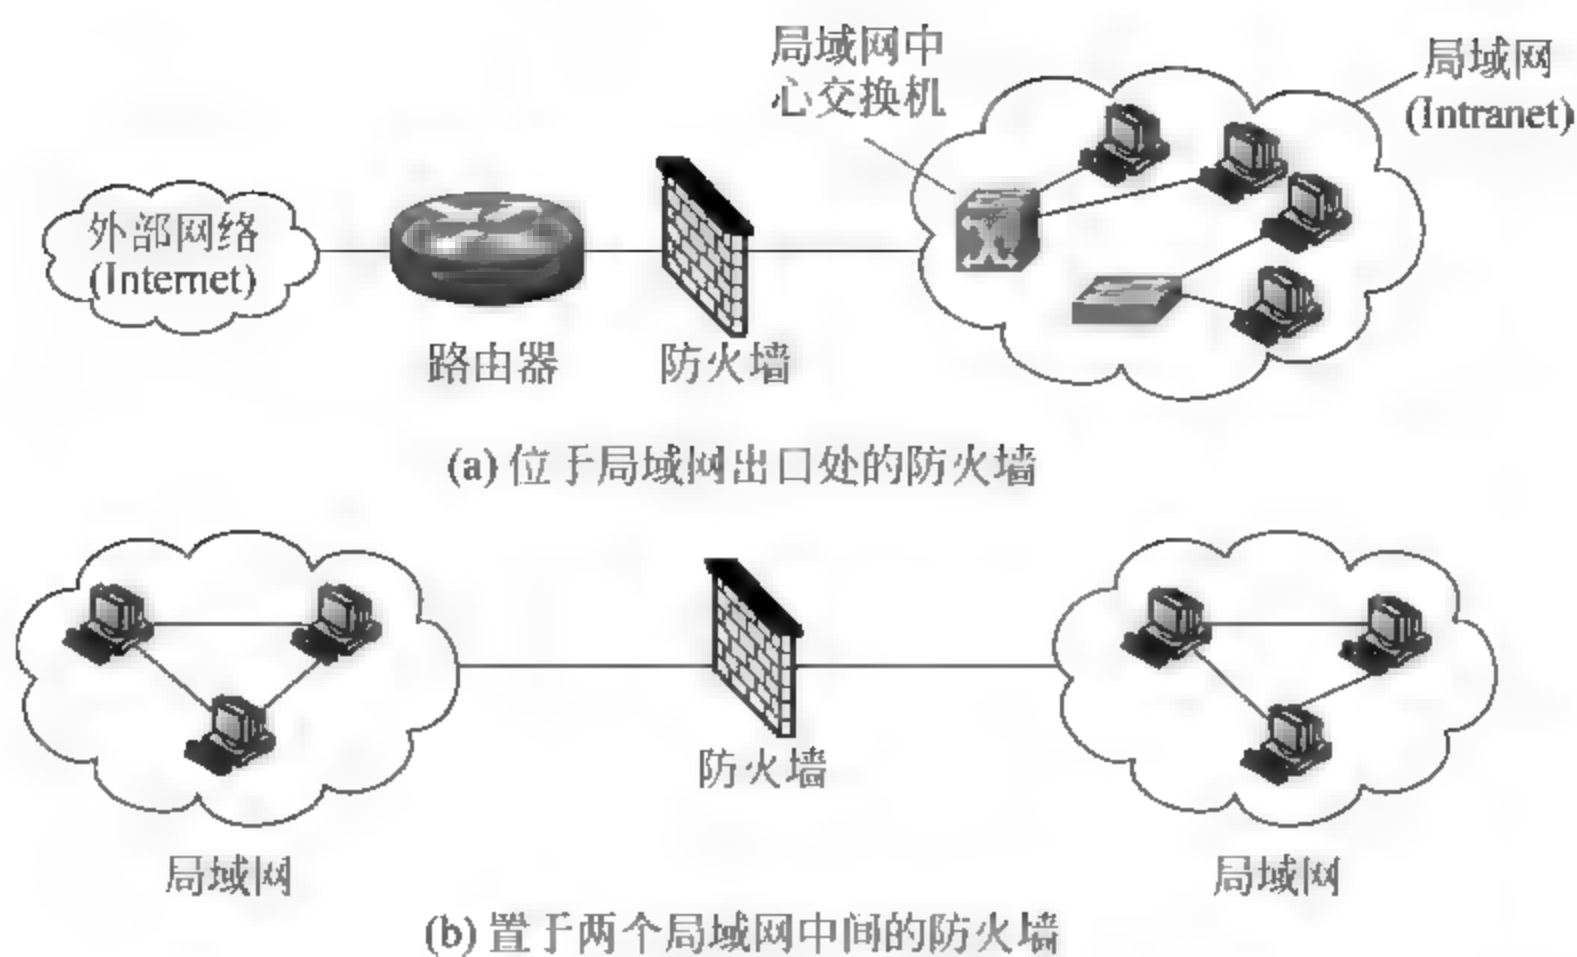 局域网中
心交换机
局域网
(Intranet)
外部网络
(Internet)
路由器
防火墙
(a) 位于局域网出口处的防火墙
防火墙
局域网
局域网
(b) 置于两个局域网中间的防火墙